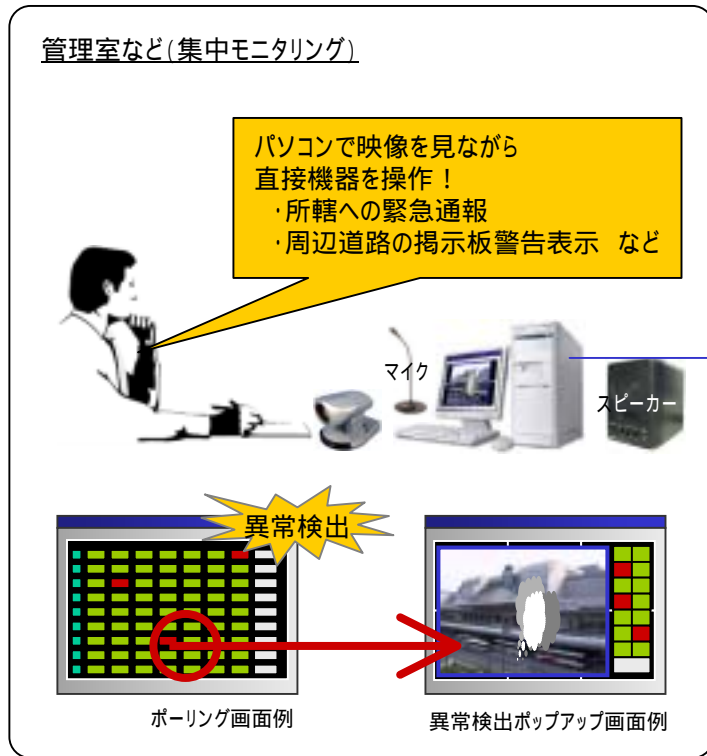 管理室など(集中モニタリング)
パソコンで映像を見ながら
直接機器を操作！
・所轄への緊急通報
・周辺道路の掲示板警告表示　など
マイク
スピーカー
異常検出
ポーリング画面例
異常検出ポップアップ画面例